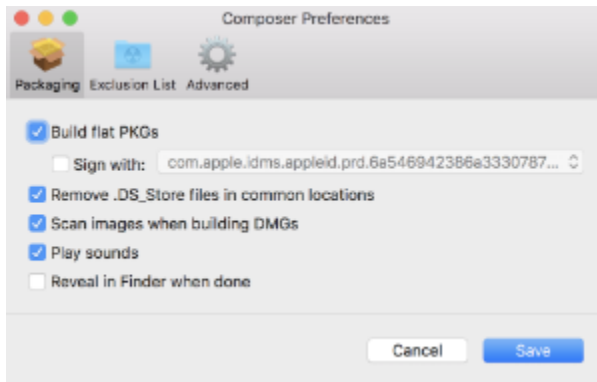 Composer Preferences
Packaging Exclusion List Advanced
Build flat PKGs
Sign with: com.apple.idms.appleid.prd.6a546942386a3330787...
Remove .DS_Store files in common locations
Scan images when building DMGs
Play sounds
Reveal in Finder when done
Cancel Save